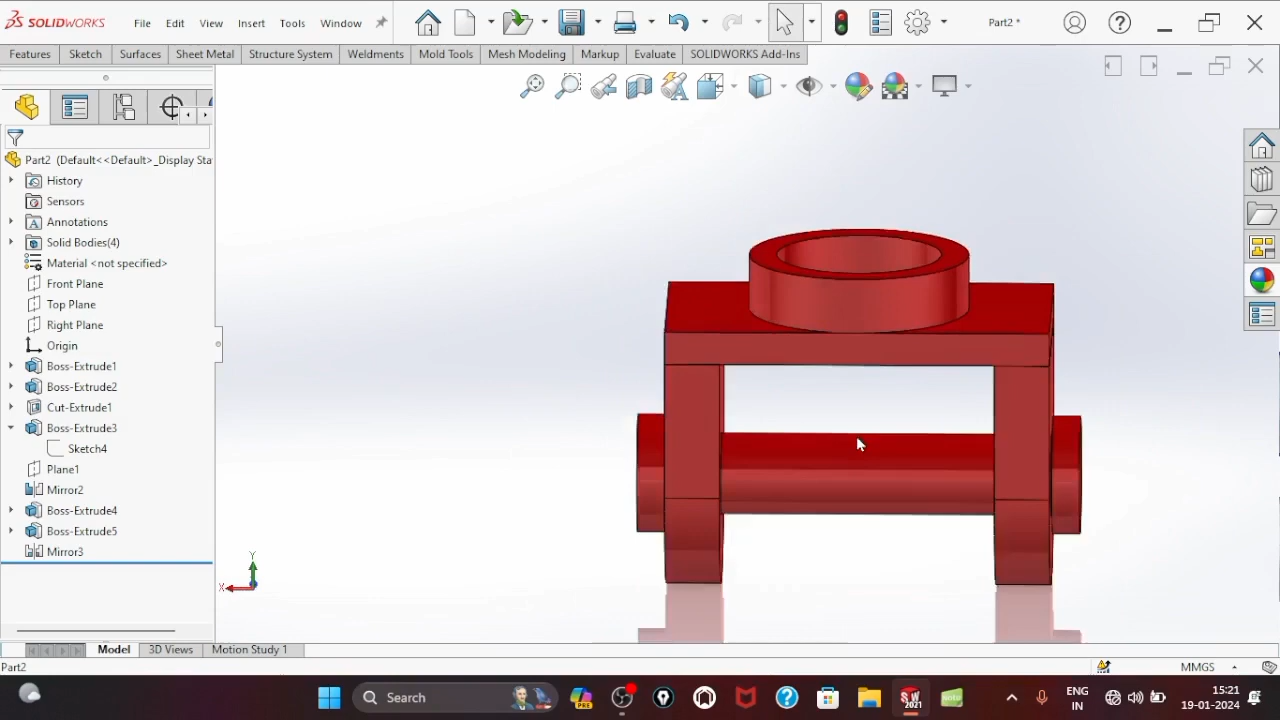 SOLIDWORKS File Edit View Insert Tools Window Part2 *
Features Sketch Surfaces Sheet Metal Structure System Weldments Mold Tools Mesh Modeling Markup Evaluate SOLIDWORKS Add-Ins
Part2 (Default<<Default>_Display Sta
History
Sensors
Annotations
Solid Bodies(4)
Material <not specified>
Front Plane
Top Plane
Right Plane
Origin
Boss-Extrude1
Boss-Extrude2
Cut-Extrude1
Boss-Extrude3
Sketch4
Plane1
Mirror2
Boss-Extrude4
Boss-Extrude5
Mirror3
Y
X
Model 3D Views Motion Study 1
Part2 MMGS
Search
ENG 15:21
IN 19-01-2024